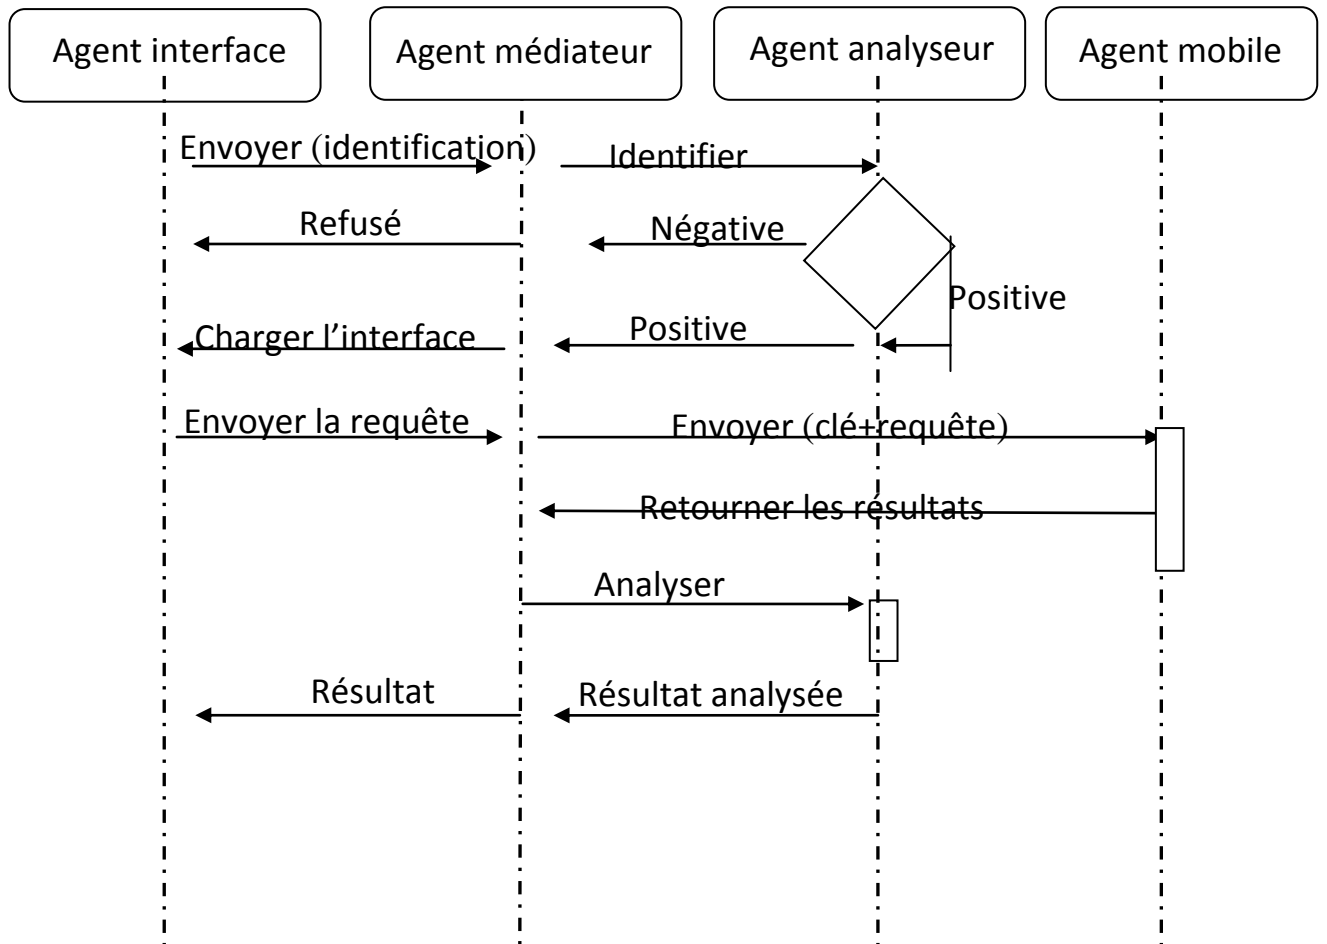 Agent interface
Agent médiateur
Agent analyseur
Agent mobile
Envoyer (identification)
Identifier
Refusé
Négative
Positive
Charger l’interface
Positive
Envoyer la requête
Envoyer (clé+requête)
Retourner les résultats
Analyser
Résultat
Résultat analysée